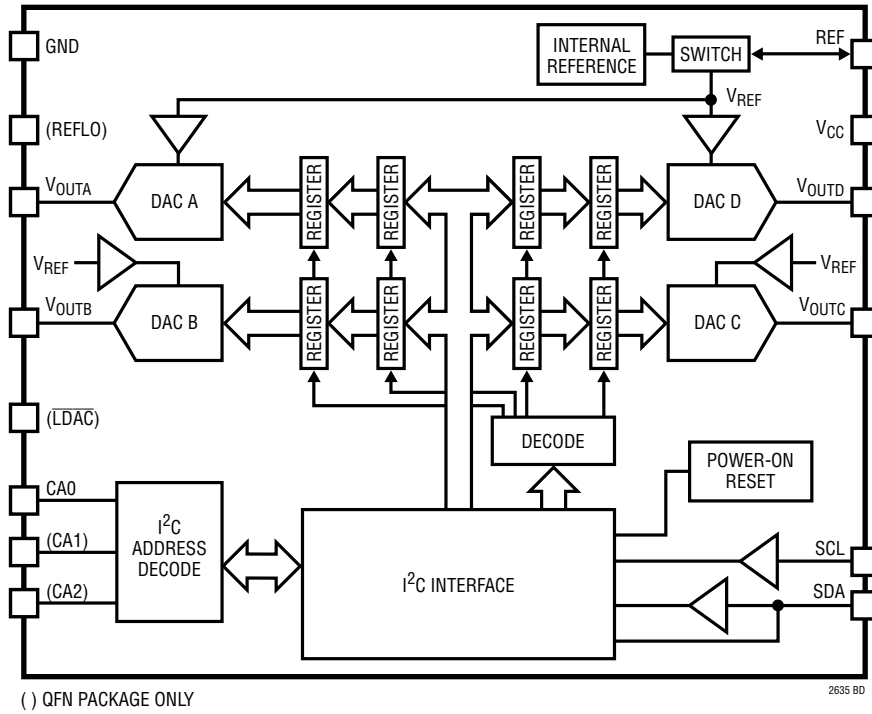 GND
INTERNAL
REFERENCE
SWITCH
REF
VREF
(REFLO)
VCC
VOUTA
DAC A
REGISTER
REGISTER
REGISTER
REGISTER
DAC D
VOUTD
VREF
VREF
VOUTB
DAC B
REGISTER
REGISTER
REGISTER
REGISTER
DAC C
VOUTC
(LDAC)
DECODE
POWER-ON
RESET
CA0
(CA1)
(CA2)
I2C
ADDRESS
DECODE
I2C INTERFACE
SCL
SDA
( ) QFN PACKAGE ONLY
2635 BD